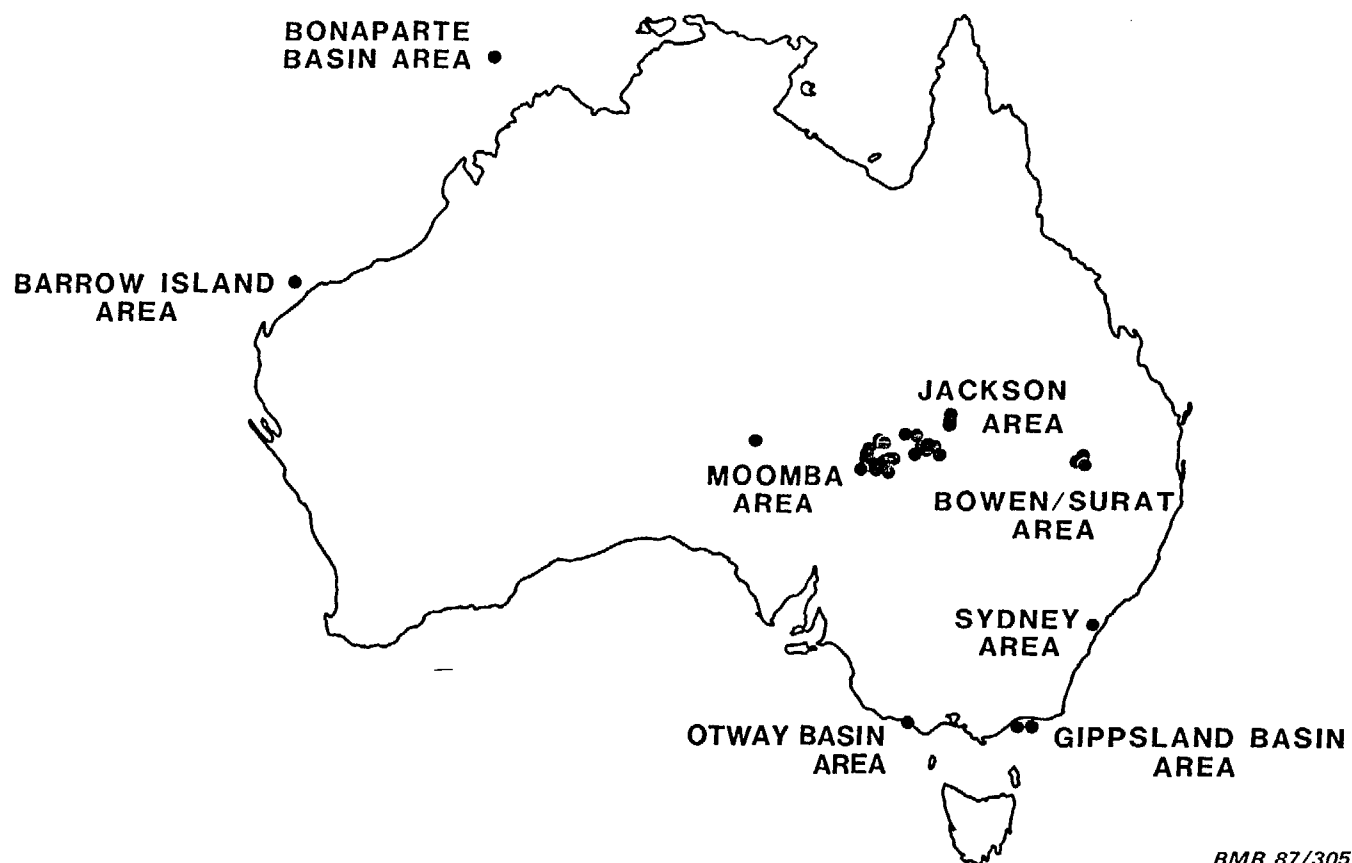 BONAPARTE
BASIN AREA
BARROW ISLAND
AREA
JACKSON
AREA
MOOMBA
AREA
BOWEN/SURAT
AREA
SYDNEY
AREA
OTWAY BASIN
AREA
GIPPSLAND BASIN
AREA
BMR 87/305